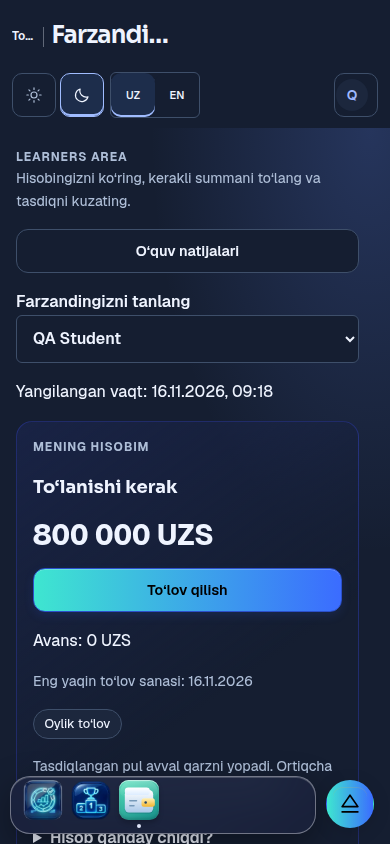 To...
Farzandi...
UZ
EN
Q
LEARNERS AREA
Hisobingizni ko‘ring, kerakli summani to‘lang va
tasdiqni kuzating.
O‘quv natijalari
Farzandingizni tanlang
QA Student
Yangilangan vaqt: 16.11.2026, 09:18
MENING HISOBIM
To‘lanishi kerak
800 000 UZS
To‘lov qilish
Avans: 0 UZS
Eng yaqin to‘lov sanasi: 16.11.2026
Oylik to‘lov
Tasdiqlangan pul avval qarzni yopadi. Ortiqcha
2 1 3
Hisob qanday chiqdi?